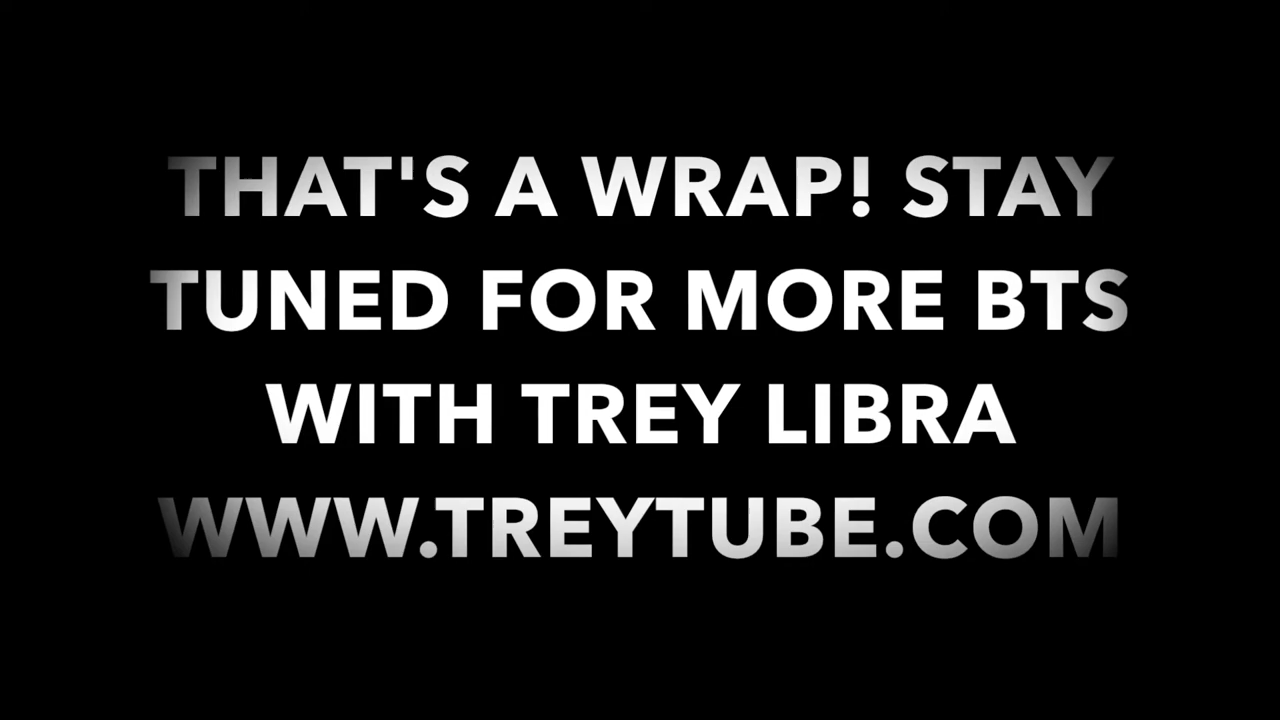 THAT'S A WRAP! STAY
TUNED FOR MORE BTS
WITH TREY LIBRA
WWW.TREYTUBE.COM